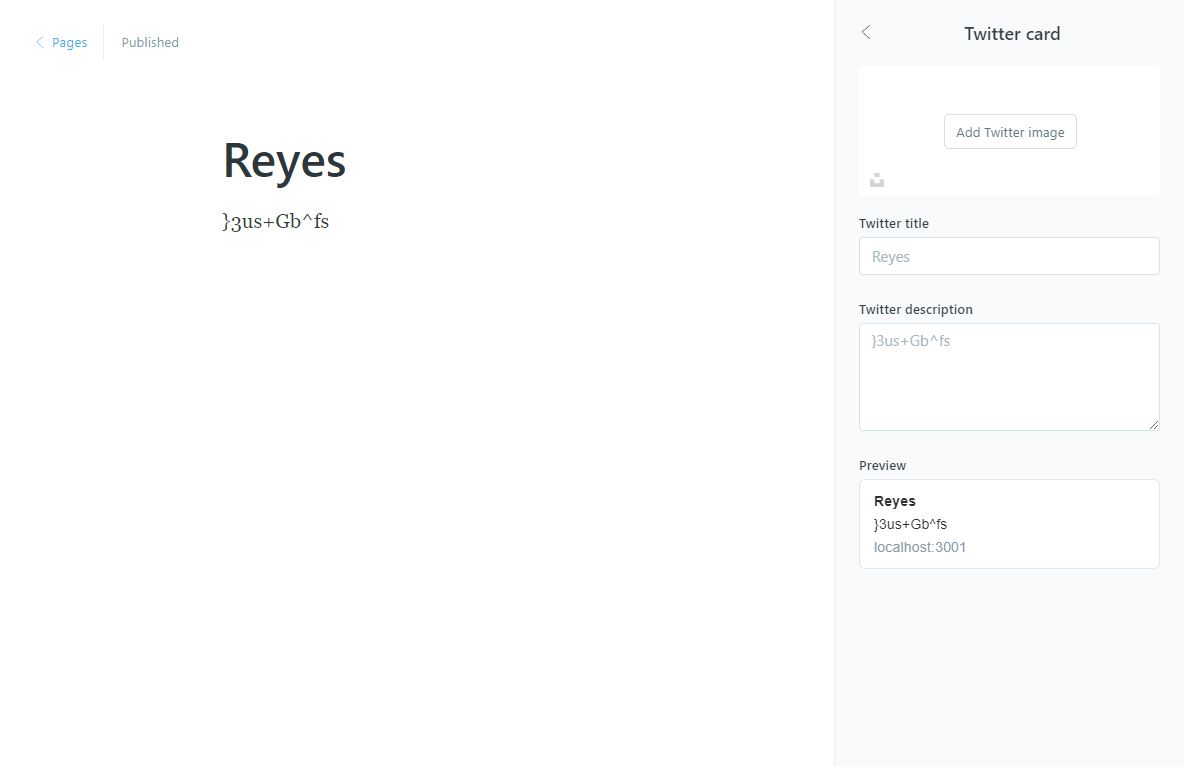 Pages
Published
Reyes
}3us+Gb^fs
Twitter card
Add Twitter image
Twitter title
Reyes
Twitter description
}3us+Gb^fs
Preview
Reyes
}3us+Gb^fs
localhost:3001